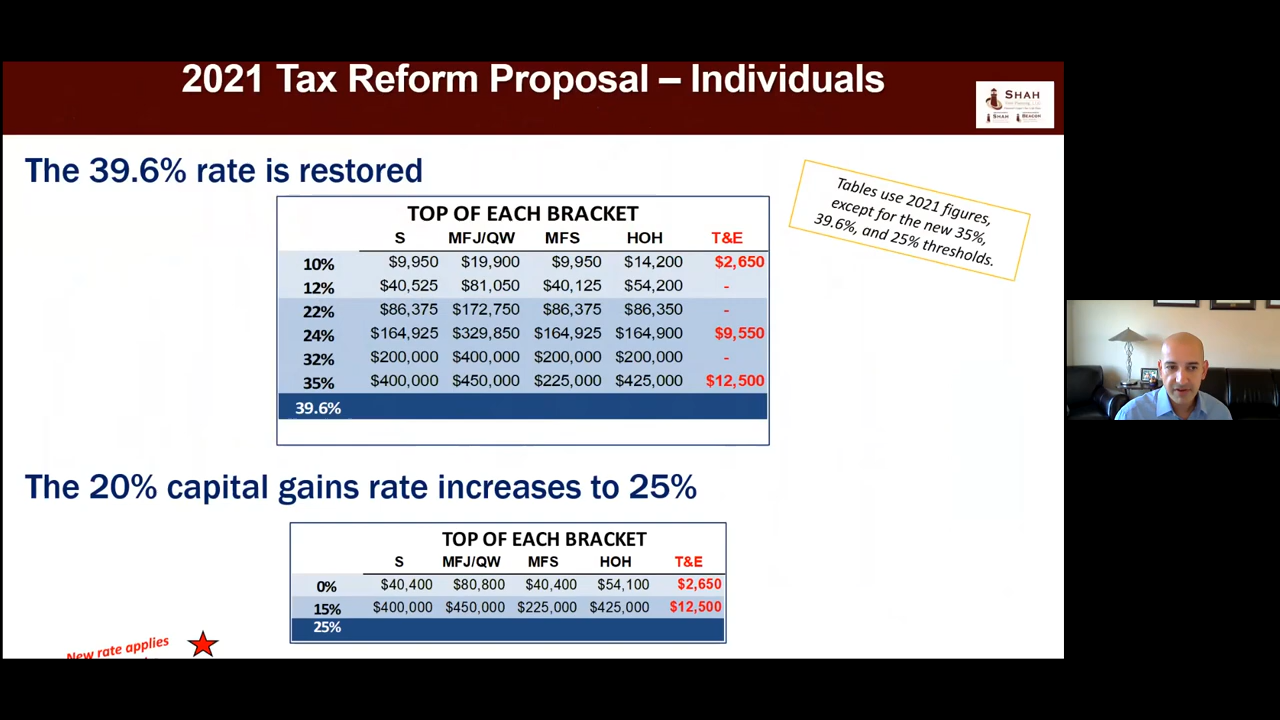 2021 Tax Reform Proposal – Individuals
SHAH
SHAH BEACON
The 39.6% rate is restored
Tables use 2021 figures,
except for the new 35%,
39.6%, and 25% thresholds.
TOP OF EACH BRACKET
S MFJ/QW MFS HOH T&E
10% $9,950 $19,900 $9,950 $14,200 $2,650
12% $40,525 $81,050 $40,125 $54,200 -
22% $86,375 $172,750 $86,375 $86,350 -
24% $164,925 $329,850 $164,925 $164,900 $9,550
32% $200,000 $400,000 $200,000 $200,000 -
35% $400,000 $450,000 $225,000 $425,000 $12,500
39.6%
The 20% capital gains rate increases to 25%
TOP OF EACH BRACKET
S MFJ/QW MFS HOH T&E
0% $40,400 $80,800 $40,400 $54,100 $2,650
15% $400,000 $450,000 $225,000 $425,000 $12,500
25%
New rate applies